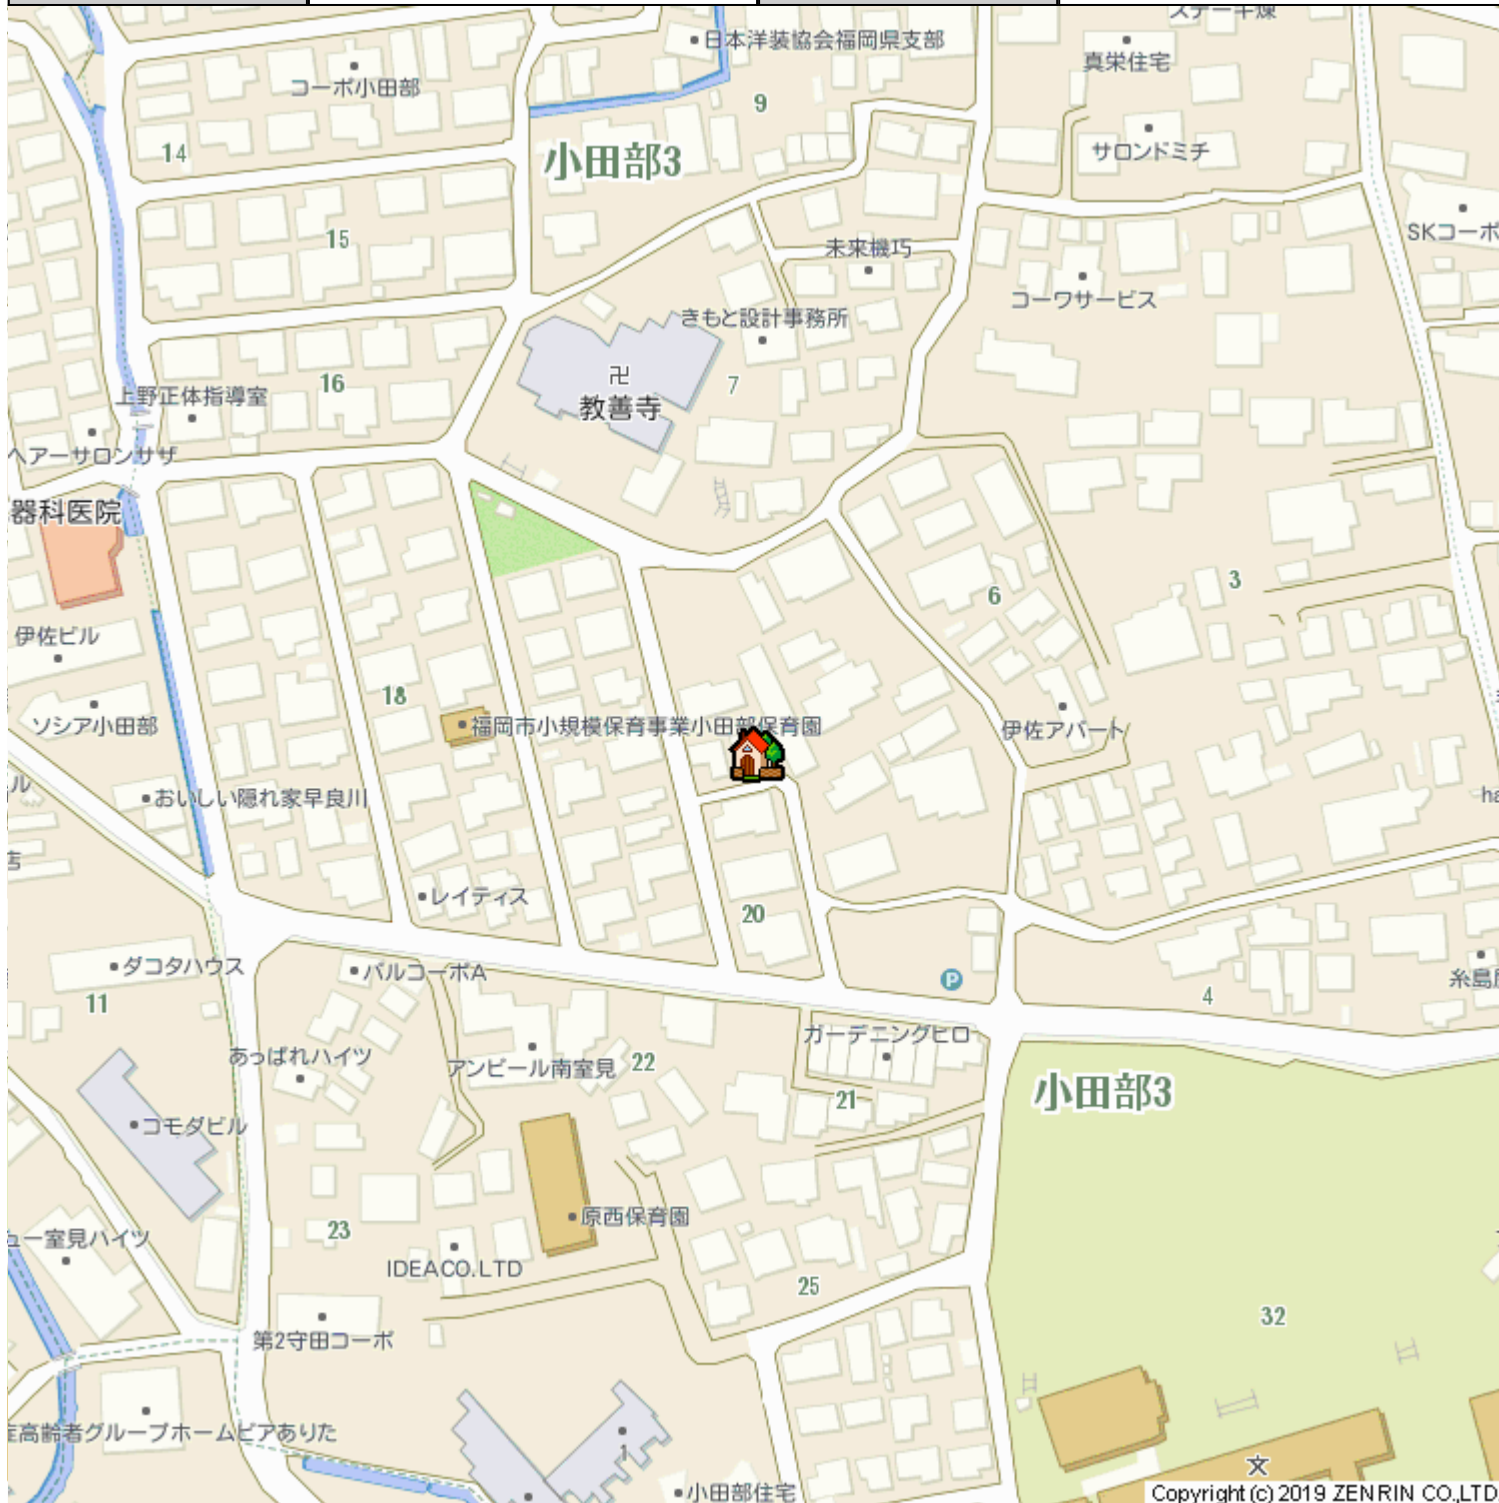 ステーキ煉
日本洋装協会福岡県支部
真栄住宅
コーポ小田部
9
14
小田部3
サロンドミチ
SKコーポ
15
未来機巧
コーワサービス
きもと設計事務所
16
7
上野正体指導室
教善寺
ヘアーサロンサザ
器科医院
6
3
伊佐ビル
18
ソシア小田部
福岡市小規模保育事業小田部保育園
伊佐アパート
ル
おいしい隠れ家早良川
ha
店
レイティス
20
ダコタハウス
パルコーポA
P
糸島
11
4
ガーデニングヒロ
あっぱれハイツ
アンビール南室見
22
小田部3
21
コモダビル
原西保育園
23
ュー室見ハイツ
IDEACO.LTD
25
32
第2守田コーポ
高齢者グループホームピアありた
1
文
小田部住宅
Copyright (c) 2019 ZENRIN CO.,LTD